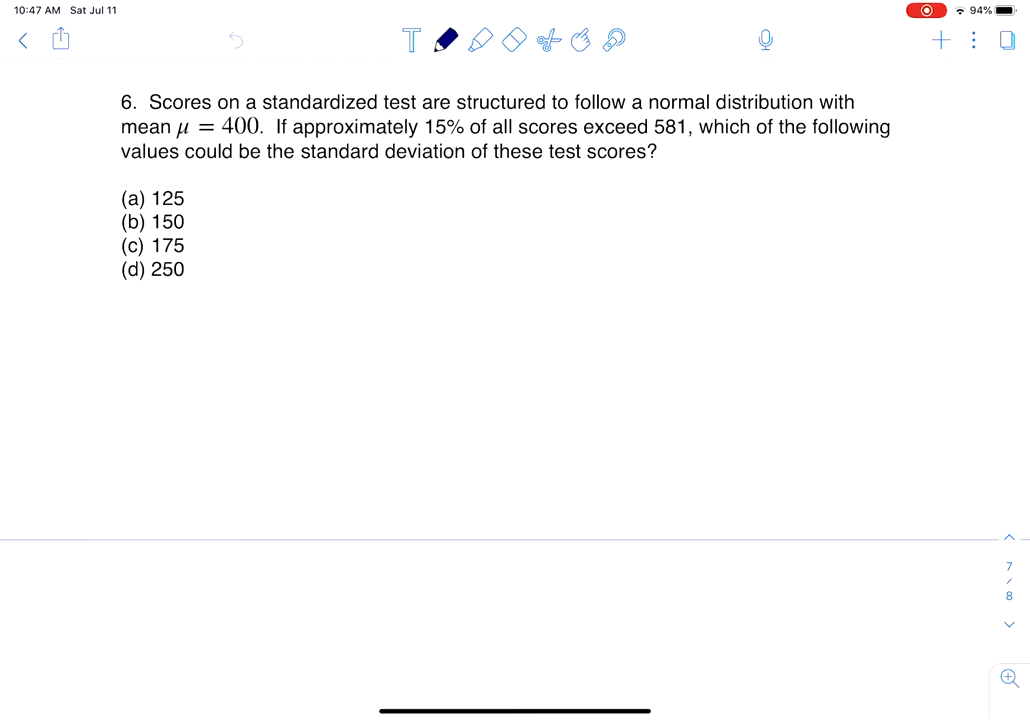 10:47 AM Sat Jul 11
94%
T
6. Scores on a standardized test are structured to follow a normal distribution with
mean μ = 400. If approximately 15% of all scores exceed 581, which of the following
values could be the standard deviation of these test scores?
(a) 125
(b) 150
(c) 175
(d) 250
7
/
8